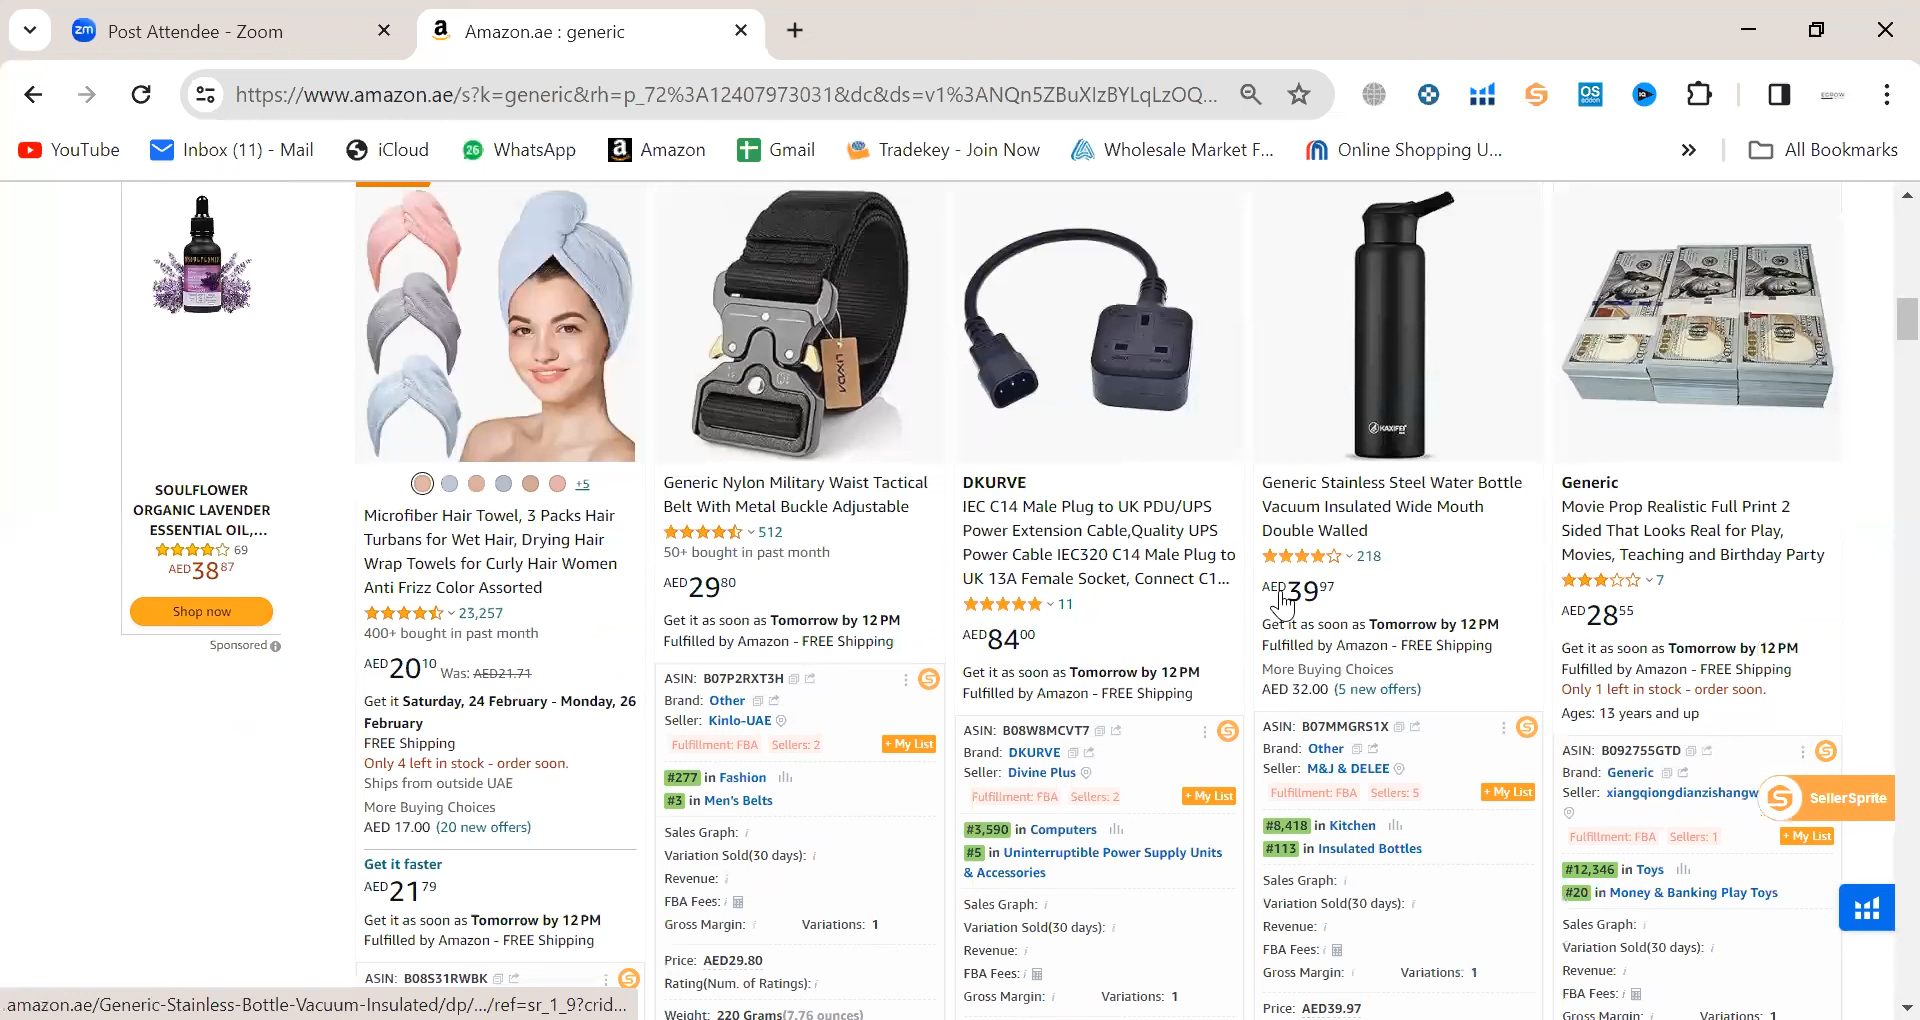 Post Attendee - Zoom
Amazon.ae : generic
https://www.amazon.ae/s?k=generic&rh=p_72%3A12407973031&dc&ds=v1%3ANQn5ZBuXIzBYLqLzOQ...
YouTube
Inbox (11) - Mail
iCloud
WhatsApp
Amazon
Gmail
Tradekey - Join Now
Wholesale Market F...
Online Shopping U...
All Bookmarks
SOULFLOWER
ORGANIC LAVENDER
ESSENTIAL OIL,...
69
AED 38 87
Shop now
Sponsored
+5
Microfiber Hair Towel, 3 Packs Hair
Turbans for Wet Hair, Drying Hair
Wrap Towels for Curly Hair Women
Anti Frizz Color Assorted
23,257
400+ bought in past month
AED 20 10 Was: AED21.71
Get it Saturday, 24 February - Monday, 26
February
FREE Shipping
Only 4 left in stock - order soon.
Ships from outside UAE
More Buying Choices
AED 17.00 (20 new offers)
Get it faster
AED 21 79
Get it as soon as Tomorrow by 12 PM
Fulfilled by Amazon - FREE Shipping
ASIN: B08S31RWBK
LIXADA
Generic Nylon Military Waist Tactical
Belt With Metal Buckle Adjustable
512
50+ bought in past month
AED 29 80
Get it as soon as Tomorrow by 12 PM
Fulfilled by Amazon - FREE Shipping
ASIN: B07P2RXT3H
Brand: Other
Seller: Kinlo-UAE
Fulfillment: FBA Sellers: 2 + My List
#277 in Fashion
#3 in Men's Belts
Sales Graph:
Variation Sold(30 days):
Revenue:
FBA Fees:
Gross Margin: Variations: 1
Price: AED29.80
Rating(Num. of Ratings):
Weight: 220 Grams(7.76 ounces)
DKURVE
IEC C14 Male Plug to UK PDU/UPS
Power Extension Cable,Quality UPS
Power Cable IEC320 C14 Male Plug to
UK 13A Female Socket, Connect C1...
11
AED 84 00
Get it as soon as Tomorrow by 12 PM
Fulfilled by Amazon - FREE Shipping
ASIN: B08W8MCVT7
Brand: DKURVE
Seller: Divine Plus
Fulfillment: FBA Sellers: 2 + My List
#3,590 in Computers
#5 in Uninterruptible Power Supply Units
& Accessories
Sales Graph:
Variation Sold(30 days):
Revenue:
FBA Fees:
Gross Margin: Variations: 1
KAXIFEI
Generic Stainless Steel Water Bottle
Vacuum Insulated Wide Mouth
Double Walled
218
AED 39 97
Get it as soon as Tomorrow by 12 PM
Fulfilled by Amazon - FREE Shipping
More Buying Choices
AED 32.00 (5 new offers)
ASIN: B07MMGRS1X
Brand: Other
Seller: M&J & DELEE
Fulfillment: FBA Sellers: 5 + My List
#8,418 in Kitchen
#113 in Insulated Bottles
Sales Graph:
Variation Sold(30 days):
Revenue:
FBA Fees:
Gross Margin: Variations: 1
Price: AED39.97
Generic
Movie Prop Realistic Full Print 2
Sided That Looks Real for Play,
Movies, Teaching and Birthday Party
7
AED 28 55
Get it as soon as Tomorrow by 12 PM
Fulfilled by Amazon - FREE Shipping
Only 1 left in stock - order soon.
Ages: 13 years and up
ASIN: B092755GTD
Brand: Generic
Seller: xiangqiongdianzishangw
Fulfillment: FBA Sellers: 1 + My List
#12,346 in Toys
#20 in Money & Banking Play Toys
Sales Graph:
Variation Sold(30 days):
Revenue:
FBA Fees:
Gross Margin: Variations: 1
SellerSprite
amazon.ae/Generic-Stainless-Bottle-Vacuum-Insulated/dp/.../ref=sr_1_9?crid...